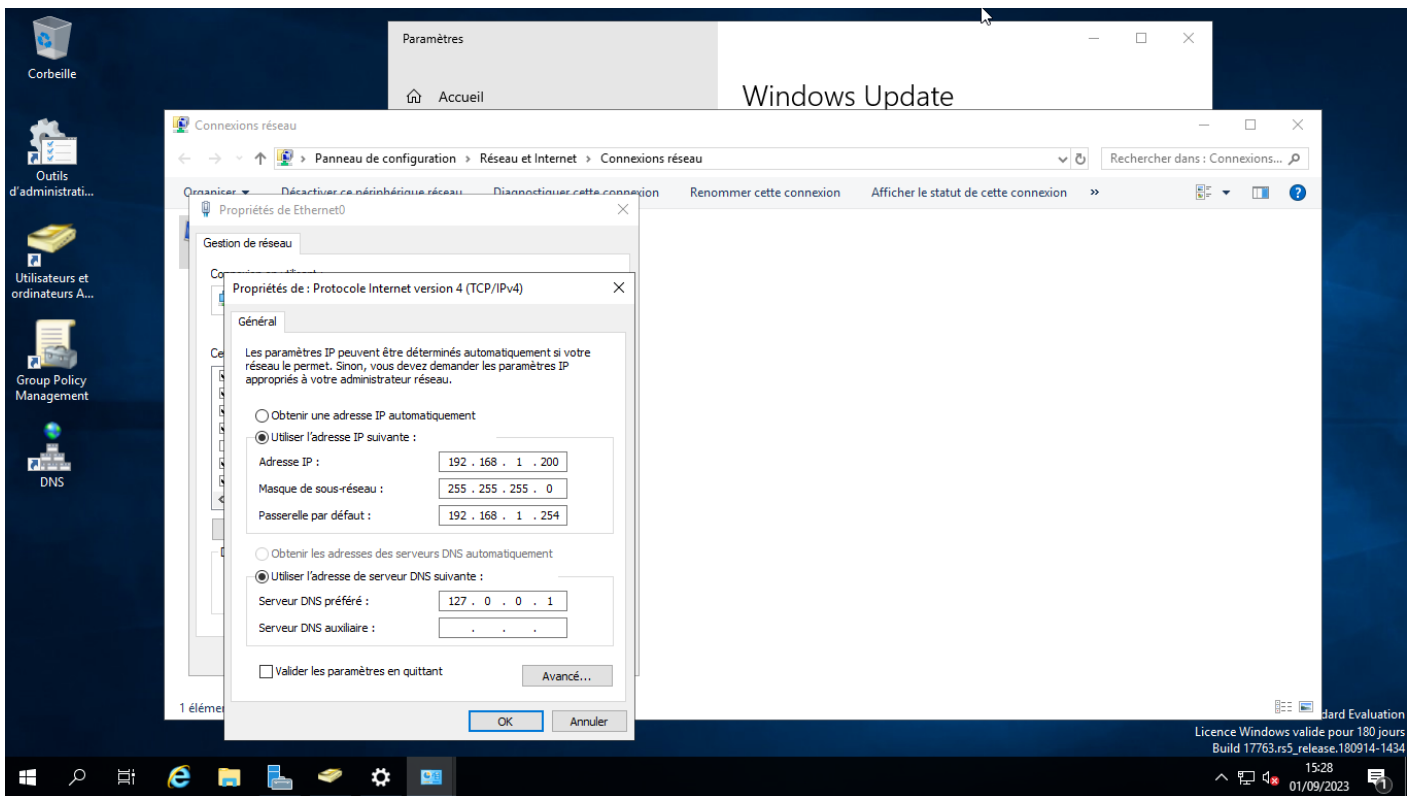 Corbeille
Outils
d'administrati...
Utilisateurs et
ordinateurs A...
Group Policy
Management
DNS
Paramètres
Accueil
Windows Update
Connexions réseau
Panneau de configuration > Réseau et Internet > Connexions réseau
Rechercher dans : Connexions...
Organiser Désactiver ce périphérique réseau Diagnostiquer cette connexion Renommer cette connexion Afficher le statut de cette connexion »
Propriétés de Ethernet0
Gestion de réseau
Propriétés de : Protocole Internet version 4 (TCP/IPv4)
Général
Les paramètres IP peuvent être déterminés automatiquement si votre
réseau le permet. Sinon, vous devez demander les paramètres IP
appropriés à votre administrateur réseau.
Obtenir une adresse IP automatiquement
Utiliser l'adresse IP suivante :
Adresse IP : 192 . 168 . 1 . 200
Masque de sous-réseau : 255 . 255 . 255 . 0
Passerelle par défaut : 192 . 168 . 1 . 254
Obtenir les adresses des serveurs DNS automatiquement
Utiliser l'adresse de serveur DNS suivante :
Serveur DNS préféré : 127 . 0 . 0 . 1
Serveur DNS auxiliaire : . . .
Valider les paramètres en quittant
Avancé...
OK Annuler
dard Evaluation
Licence Windows valide pour 180 jours
Build 17763.rs5_release.180914-1434
15:28
01/09/2023
1